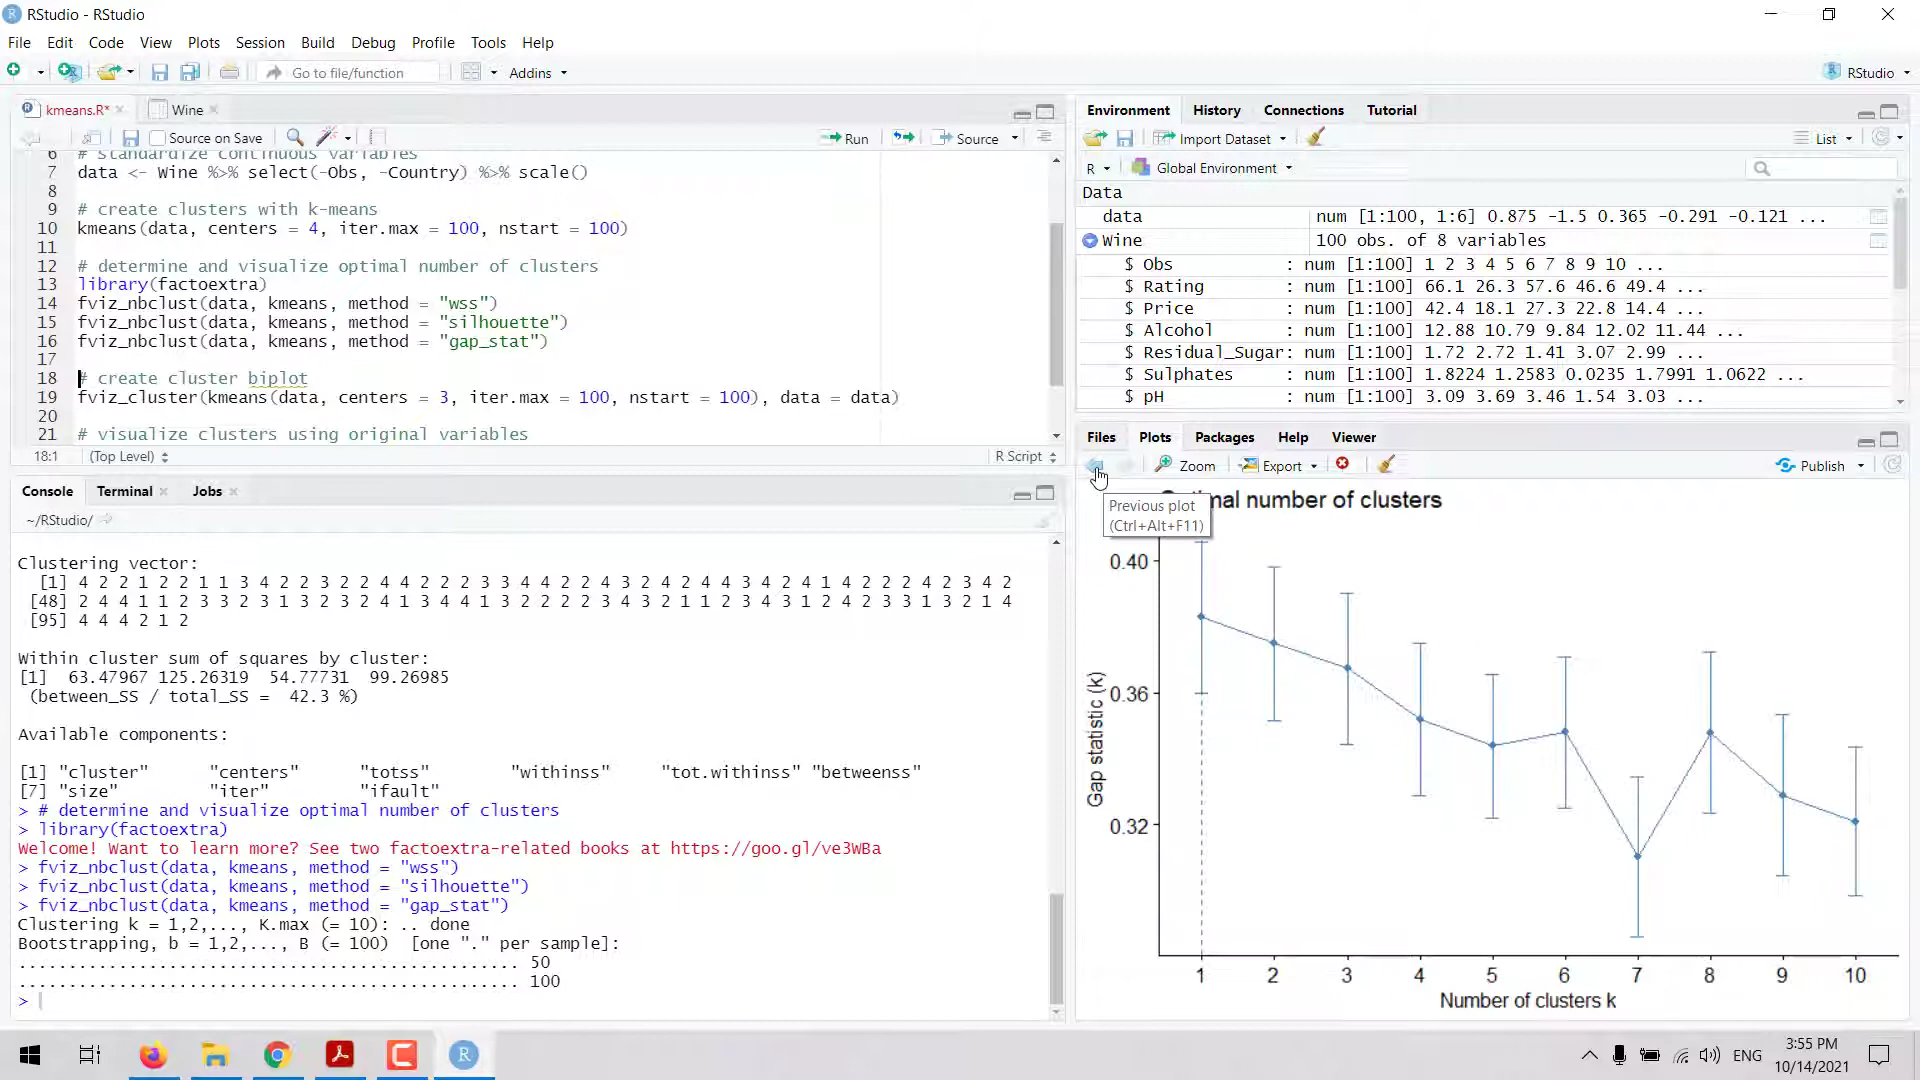 RStudio - RStudio
File Edit Code View Plots Session Build Debug Profile Tools Help
Go to file/function Addins RStudio
kmeans.R* Wine
Source on Save Run Source
6 # standardize continuous variables
7 data <- Wine %>% select(-Obs, -Country) %>% scale()
8
9 # create clusters with k-means
10 kmeans(data, centers = 4, iter.max = 100, nstart = 100)
11
12 # determine and visualize optimal number of clusters
13 library(factoextra)
14 fviz_nbclust(data, kmeans, method = "wss")
15 fviz_nbclust(data, kmeans, method = "silhouette")
16 fviz_nbclust(data, kmeans, method = "gap_stat")
17
18 # create cluster biplot
19 fviz_cluster(kmeans(data, centers = 3, iter.max = 100, nstart = 100), data = data)
20
21 # visualize clusters using original variables
18:1 (Top Level) R Script
Console Terminal Jobs
~/RStudio/
Clustering vector:
[1] 4 2 2 1 2 2 1 1 3 4 2 2 3 2 2 4 4 2 2 2 3 3 4 4 2 2 4 3 2 4 2 4 4 3 4 2 4 1 4 2 2 2 4 2 3 4 2
[48] 2 4 4 1 1 2 3 3 2 3 1 3 2 3 2 4 1 3 4 4 1 3 2 2 2 2 3 4 3 2 1 1 2 3 4 3 1 2 4 2 3 3 1 3 2 1 4
[95] 4 4 4 2 1 2
Within cluster sum of squares by cluster:
[1] 63.47967 125.26319 54.77731 99.26985
(between_SS / total_SS = 42.3 %)
Available components:
[1] "cluster" "centers" "totss" "withinss" "tot.withinss" "betweenss"
[7] "size" "iter" "ifault"
> # determine and visualize optimal number of clusters
> library(factoextra)
Welcome! Want to learn more? See two factoextra-related books at https://goo.gl/ve3WBa
> fviz_nbclust(data, kmeans, method = "wss")
> fviz_nbclust(data, kmeans, method = "silhouette")
> fviz_nbclust(data, kmeans, method = "gap_stat")
Clustering k = 1,2,..., K.max (= 10): .. done
Bootstrapping, b = 1,2,..., B (= 100) [one "." per sample]:
.................................................. 50
.................................................. 100
>
Environment History Connections Tutorial
Import Dataset List
R Global Environment
Data
data num [1:100, 1:6] 0.875 -1.5 0.365 -0.291 -0.121 ...
Wine 100 obs. of 8 variables
$ Obs : num [1:100] 1 2 3 4 5 6 7 8 9 10 ...
$ Rating : num [1:100] 66.1 26.3 57.6 46.6 49.4 ...
$ Price : num [1:100] 42.4 18.1 27.3 22.8 14.4 ...
$ Alcohol : num [1:100] 12.88 10.79 9.84 12.02 11.44 ...
$ Residual_Sugar: num [1:100] 1.72 2.72 1.41 3.07 2.99 ...
$ Sulphates : num [1:100] 1.8224 1.2583 0.0235 1.7991 1.0622 ...
$ pH : num [1:100] 3.09 3.69 3.46 1.54 3.03 ...
Files Plots Packages Help Viewer
Zoom Export Publish
number of clusters
Previous plot
(Ctrl+Alt+F11)
0.40
0.36
0.32
Gap statistic (k)
1 2 3 4 5 6 7 8 9 10
Number of clusters k
ENG
3:55 PM
10/14/2021